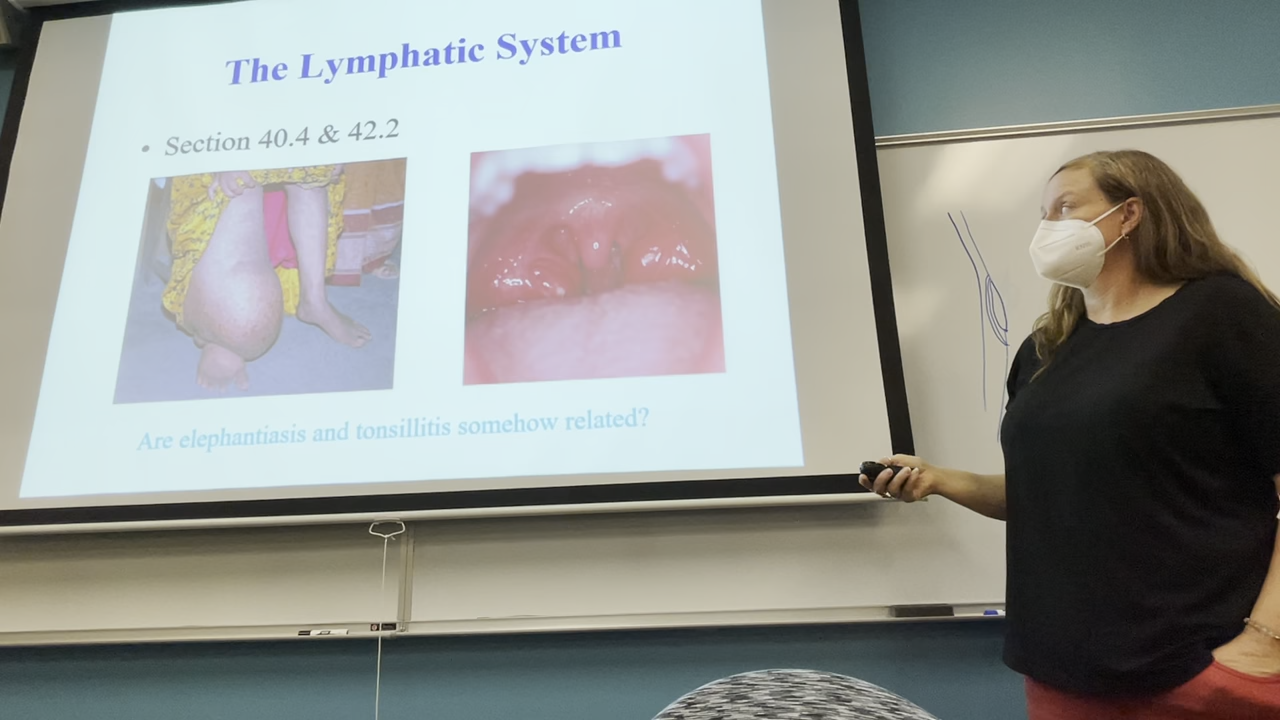 The Lymphatic System
• Section 40.4 & 42.2
Are elephantiasis and tonsillitis somehow related?